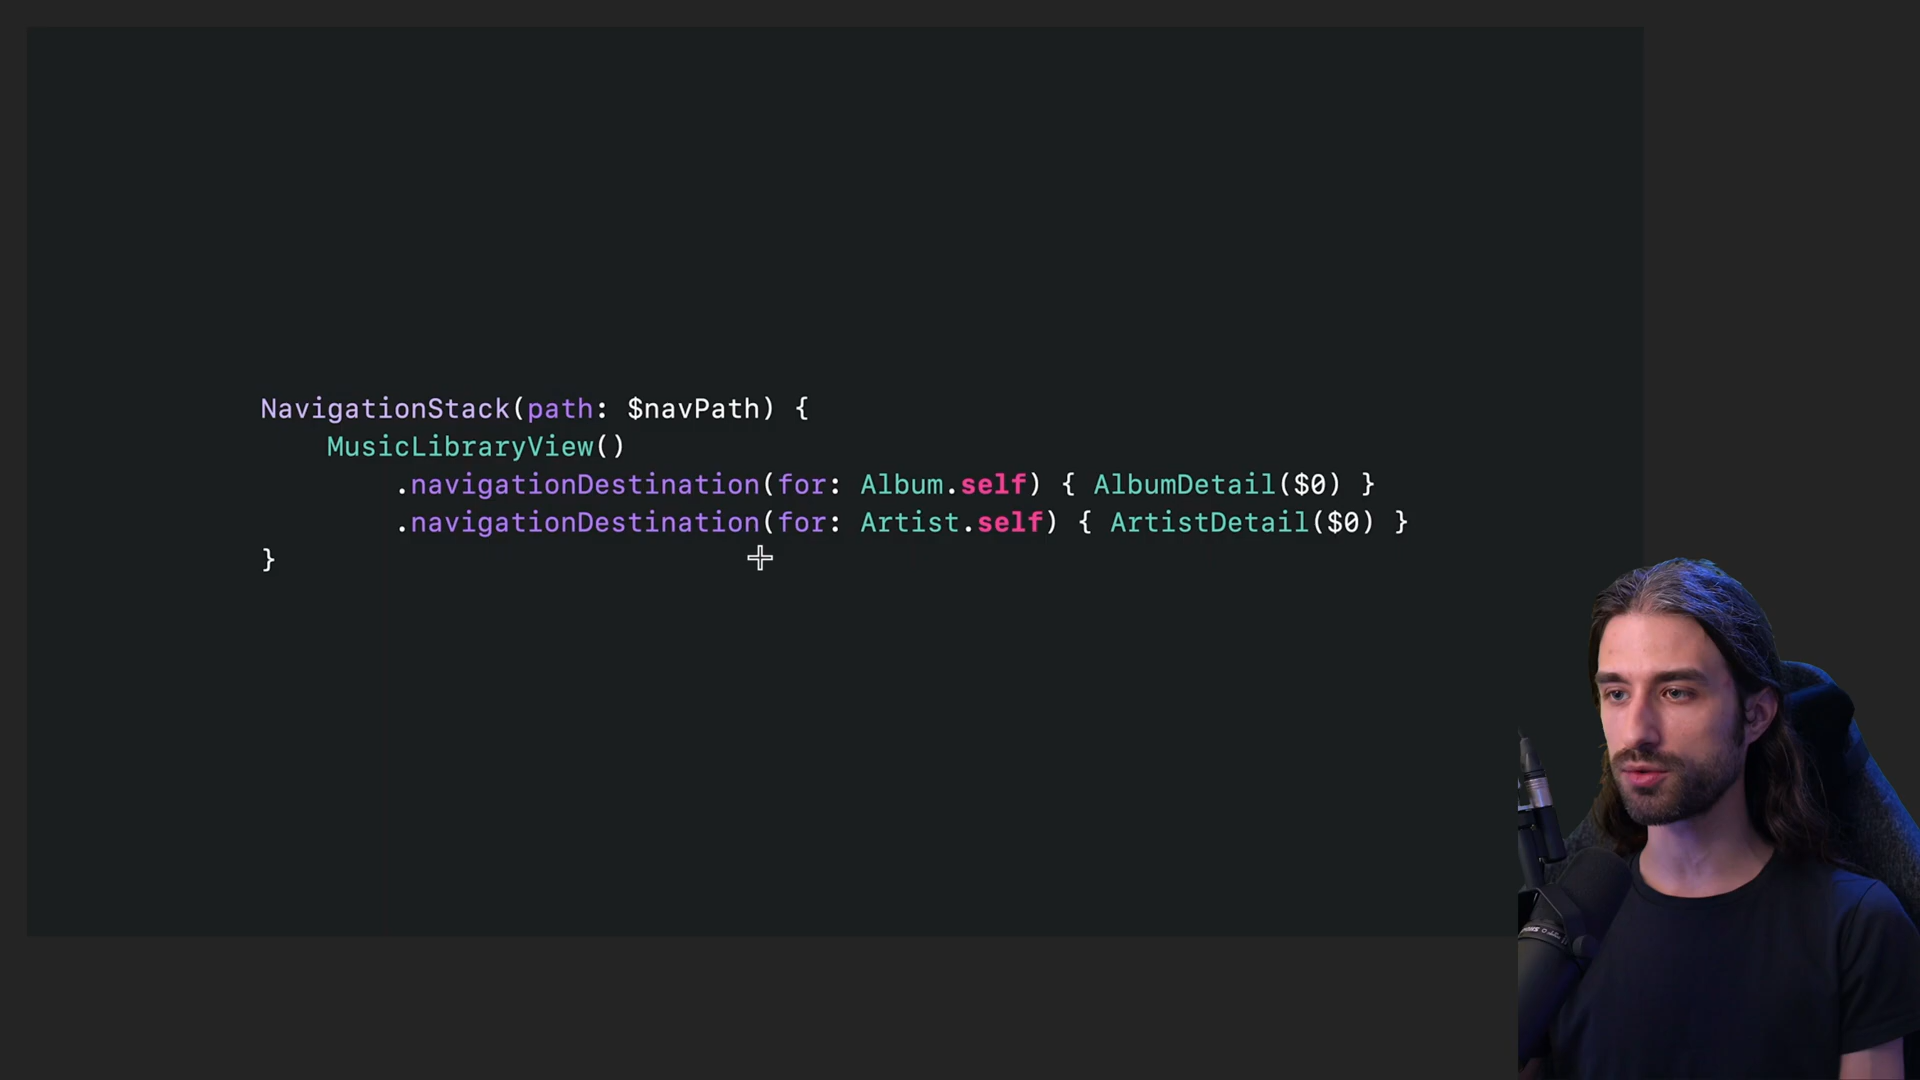 NavigationStack(path: $navPath) {
MusicLibraryView()
.navigationDestination(for: Album.self) { AlbumDetail($0) }
.navigationDestination(for: Artist.self) { ArtistDetail($0) }
}